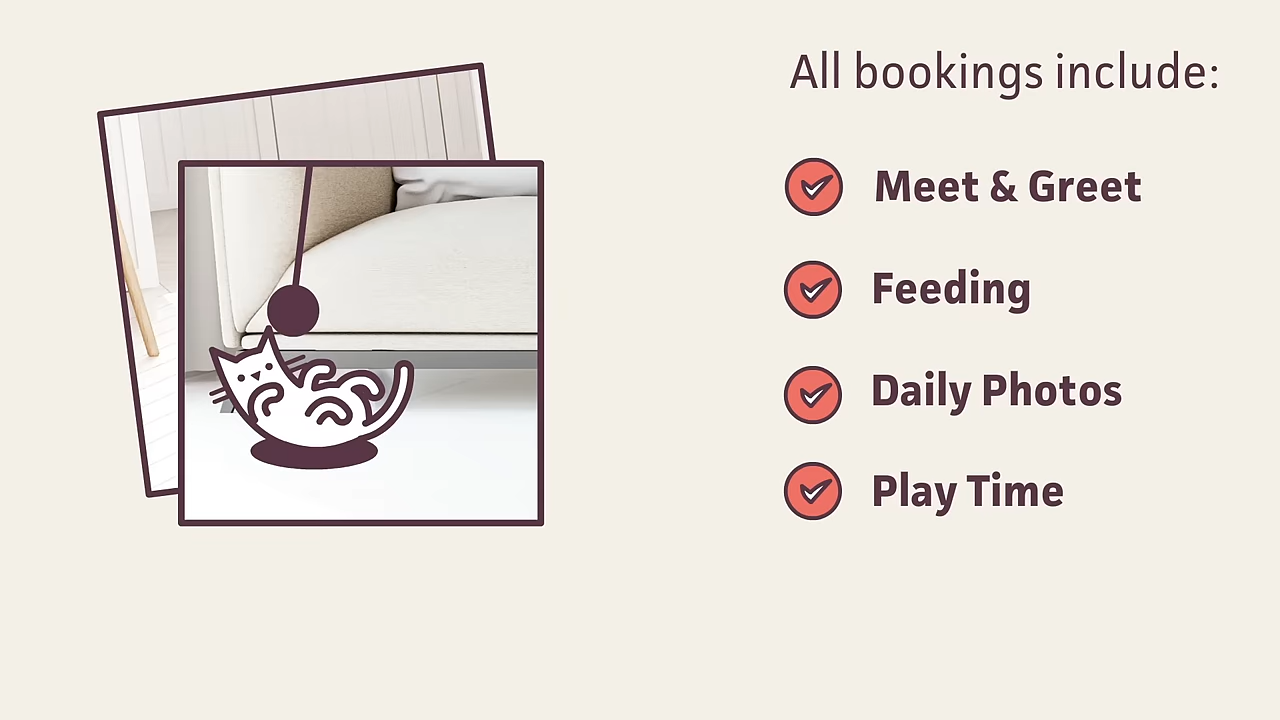 All bookings include:
Meet & Greet
Feeding
Daily Photos
Play Time